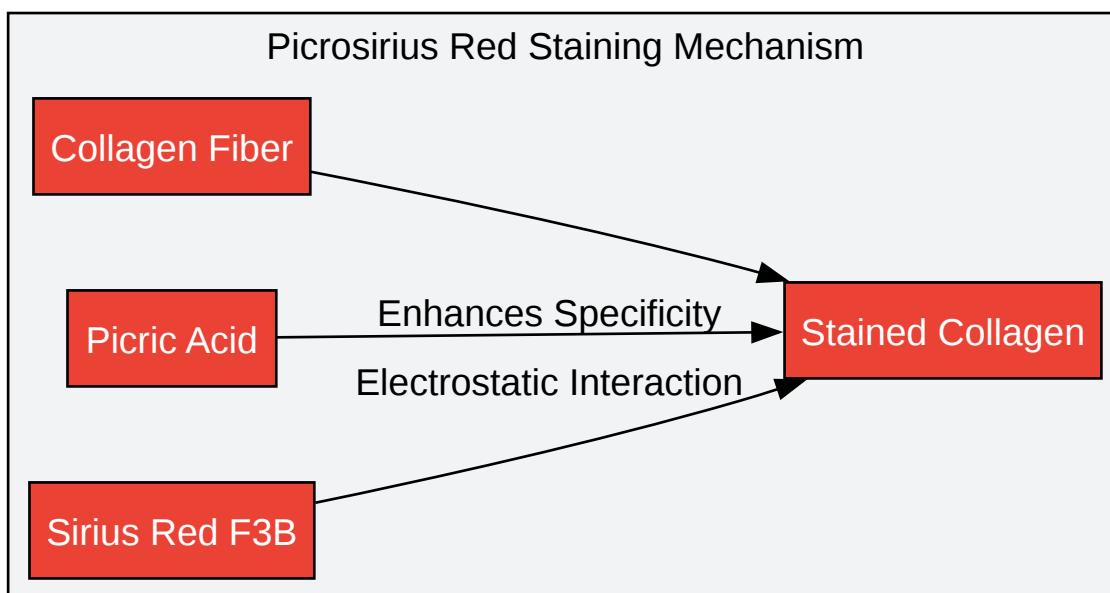 Picrosirius Red Staining Mechanism
Collagen Fiber
Enhances Specificity
Picric Acid
Stained Collagen
Electrostatic Interaction
Sirius Red F3B